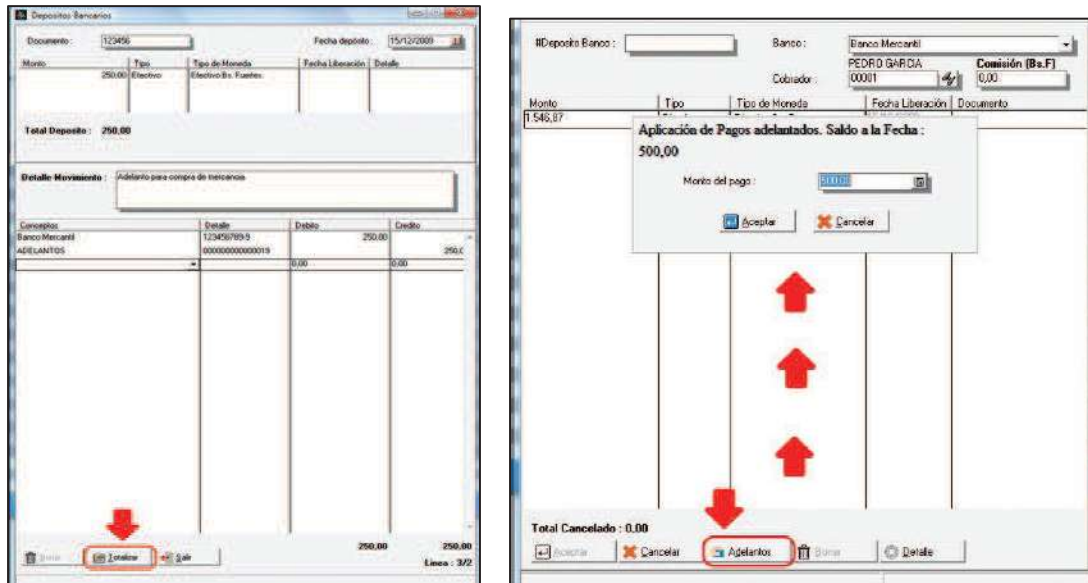 Depositos Bancarios
Documento : 123456 Fecha depósito : 15/12/2009
Monto Tipo Tipo de Moneda Fecha Liberación Detalle
250.00 Efectivo Efectivo Bs. Fuertes
Total Deposito : 250,00
Detalle Movimiento : Adelanto para compra de mercancia
Conceptos Detalle Debito Credito
Banco Mercantil 123456789-9 250,00
ADELANTOS 000000000000019
0,00 0,00
250,00 250,00
Borrar Totalizar Salir
Linea : 3/2
#Deposito Banco : Banco : Banco Mercantil
PEDRO GARCIA Comisión (Bs.F)
Cobrador : 00001 0,00
Monto Tipo Tipo de Moneda Fecha Liberación Documento
1.546,87
Aplicación de Pagos adelantados. Saldo a la Fecha :
500,00
Monto del pago : 500,00
Aceptar Cancelar
Total Cancelado : 0,00
Aceptar Cancelar Adelantos Borrar Detalle